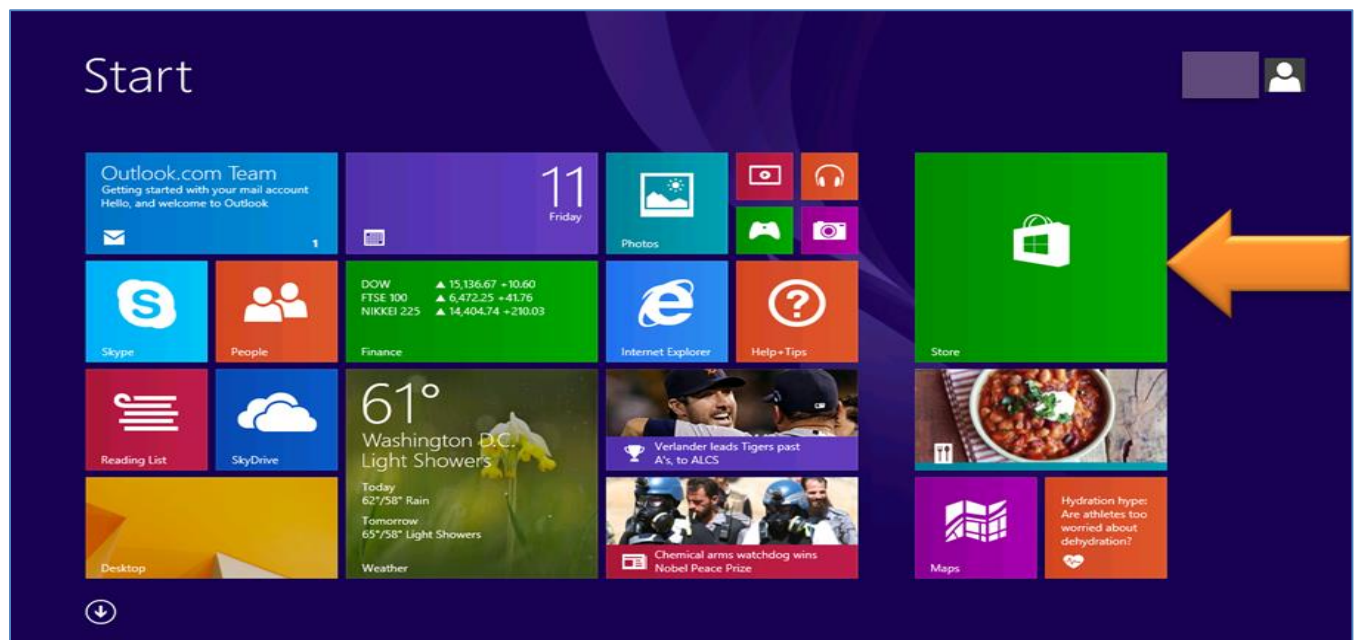 Start
Outlook.com Team
Getting started with your mail account
Hello, and welcome to Outlook
1
11
Friday
Photos
Skype
People
DOW ▲ 15,136.67 +10.60
FTSE 100 ▲ 6,472.25 +41.76
NIKKEI 225 ▲ 14,404.74 +210.03
Finance
Internet Explorer
Help+Tips
Store
Reading List
SkyDrive
61°
Washington D.C.
Light Showers
Today
62°/58° Rain
Tomorrow
65°/58° Light Showers
Weather
Verlander leads Tigers past
A's, to ALCS
Desktop
Chemical arms watchdog wins
Nobel Peace Prize
Maps
Hydration hype:
Are athletes too
worried about
dehydration?